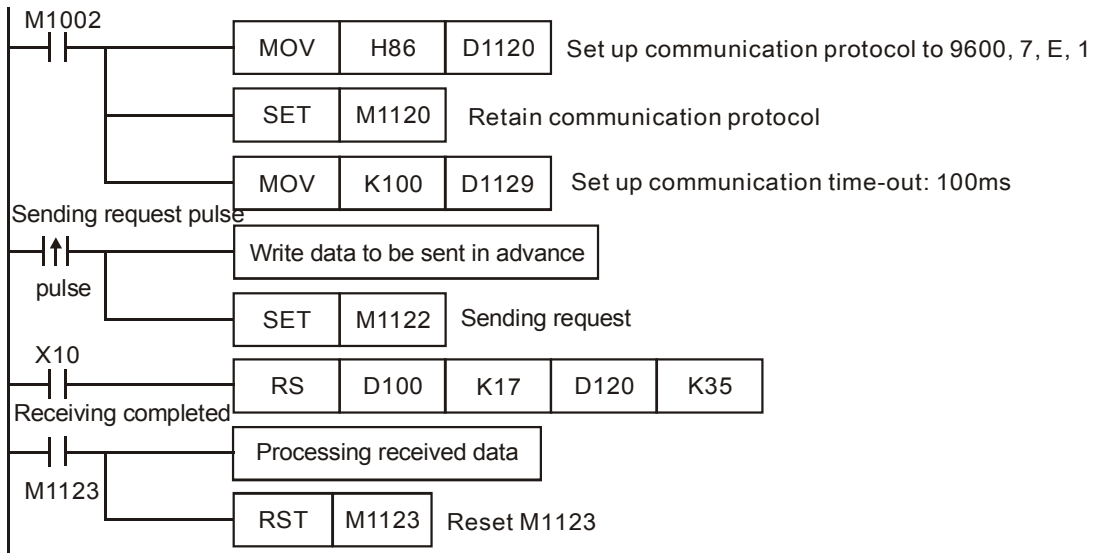 M1002
MOV H86 D1120 Set up communication protocol to 9600, 7, E, 1
SET M1120 Retain communication protocol
MOV K100 D1129 Set up communication time-out: 100ms
Sending request pulse
Write data to be sent in advance
pulse
SET M1122 Sending request
X10
RS D100 K17 D120 K35
Receiving completed
Processing received data
M1123
RST M1123 Reset M1123